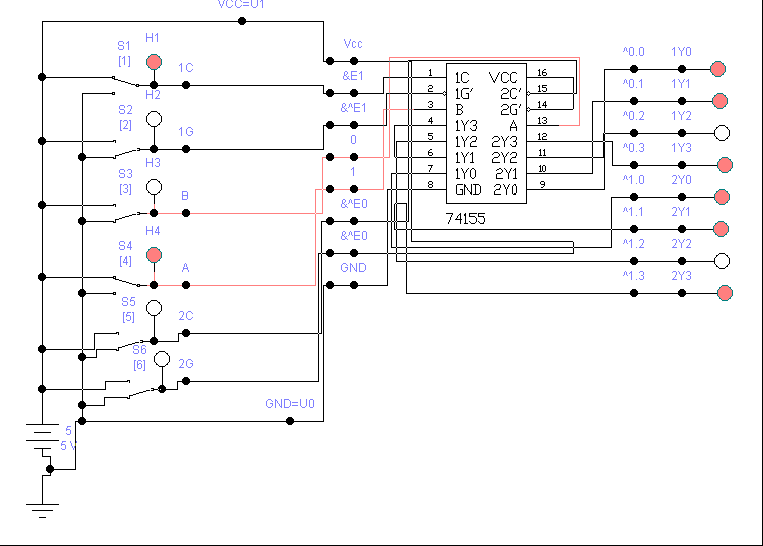 VCC=U1
H1
S1
[1]
1C
H2
S2
[2]
1G
H3
S3
[3]
B
H4
S4
[4]
A
S5
[5]
2C
S6
[6]
2G
GND=U0
5
5 V
Vcc
&E1
&^E1
0
1
&^E0
&^E0
GND
1 1C VCC 16
2 1G' 2C' 15
3 B 2G' 14
4 1Y3 A 13
5 1Y2 2Y3 12
6 1Y1 2Y2 11
7 1Y0 2Y1 10
8 GND 2Y0 9
74155
^0.0 1Y0
^0.1 1Y1
^0.2 1Y2
^0.3 1Y3
^1.0 2Y0
^1.1 2Y1
^1.2 2Y2
^1.3 2Y3